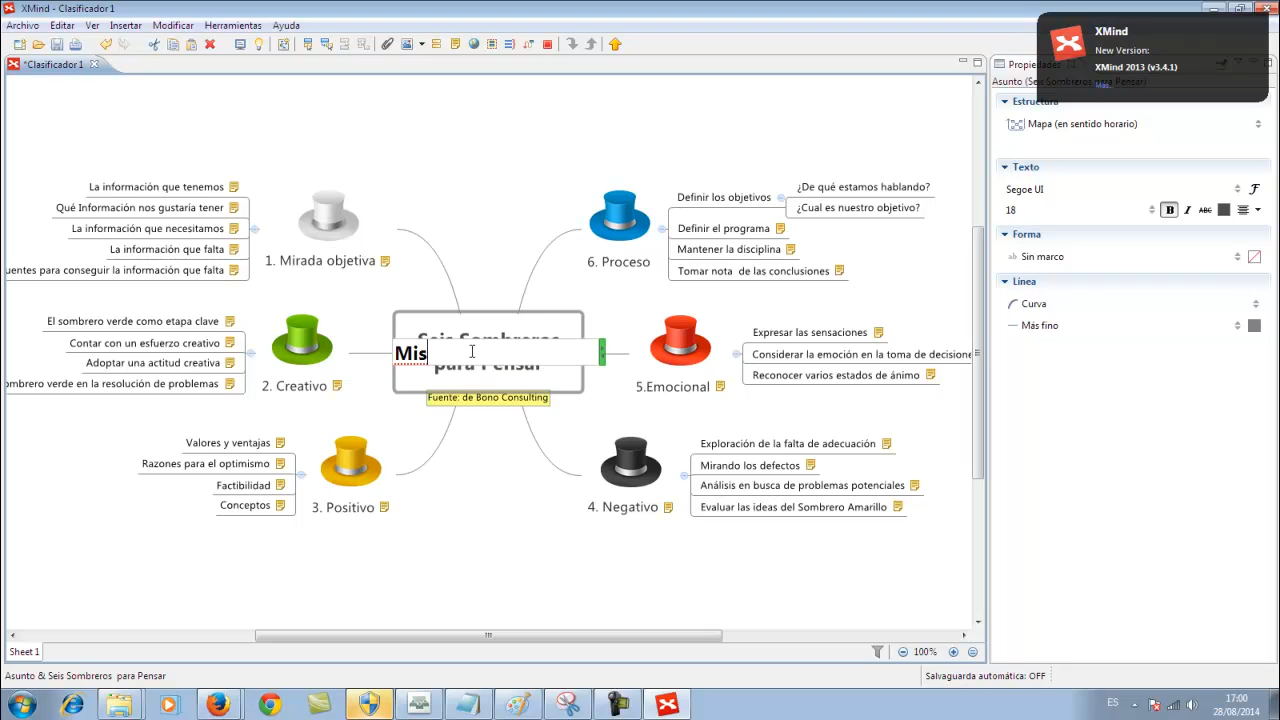 XMind - Clasificador1
Archivo Editar Ver Insertar Modificar Herramientas Ayuda
XMind
New Version:
XMind 2013 (v3.4.1)
Más...
*Clasificador1
Propiedades
Asunto (Seis Sombreros para Pensar)
Estructura
Mapa (en sentido horario)
Texto
Segoe UI
18
B I ABC
Forma
ab Sin marco
Línea
Curva
Más fino
La información que tenemos
Qué Información nos gustaría tener
La información que necesitamos
La información que falta
uentes para conseguir la información que falta
1. Mirada objetiva
El sombrero verde como etapa clave
Contar con un esfuerzo creativo
Adoptar una actitud creativa
ombrero verde en la resolución de problemas
2. Creativo
Valores y ventajas
Razones para el optimismo
Factibilidad
Conceptos
3. Positivo
Seis Sombreros
Mis
para Pensar
Fuente: de Bono Consulting
Definir los objetivos
¿De qué estamos hablando?
¿Cual es nuestro objetivo?
Definir el programa
Mantener la disciplina
Tomar nota de las conclusiones
6. Proceso
Expresar las sensaciones
Considerar la emoción en la toma de decisione
Reconocer varios estados de ánimo
5.Emocional
Exploración de la falta de adecuación
Mirando los defectos
Análisis en busca de problemas potenciales
Evaluar las ideas del Sombrero Amarillo
4. Negativo
Sheet 1
100%
Asunto & Seis Sombreros para Pensar
Salvaguarda automática: OFF
ES
17:00
28/08/2014